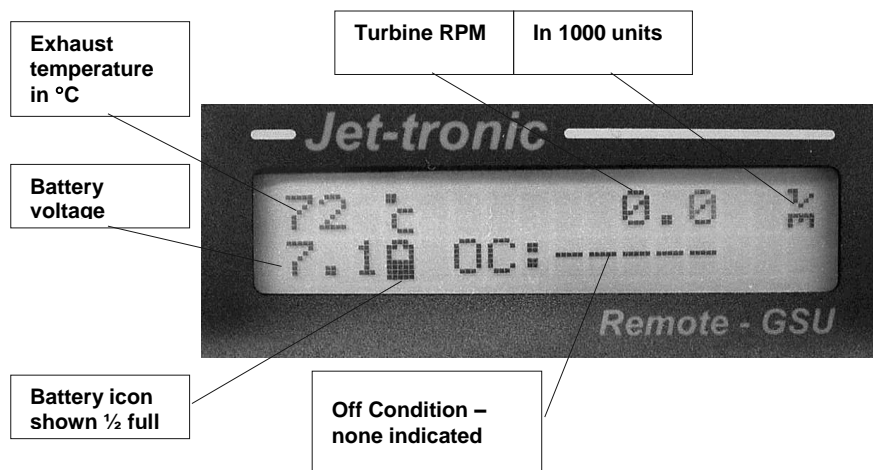 Exhaust
temperature
in °C
Turbine RPM
In 1000 units
Jet-tronic
Battery
voltage
72 °C 0.0
7.1 OC:-----
Remote - GSU
Battery icon
shown ½ full
Off Condition –
none indicated